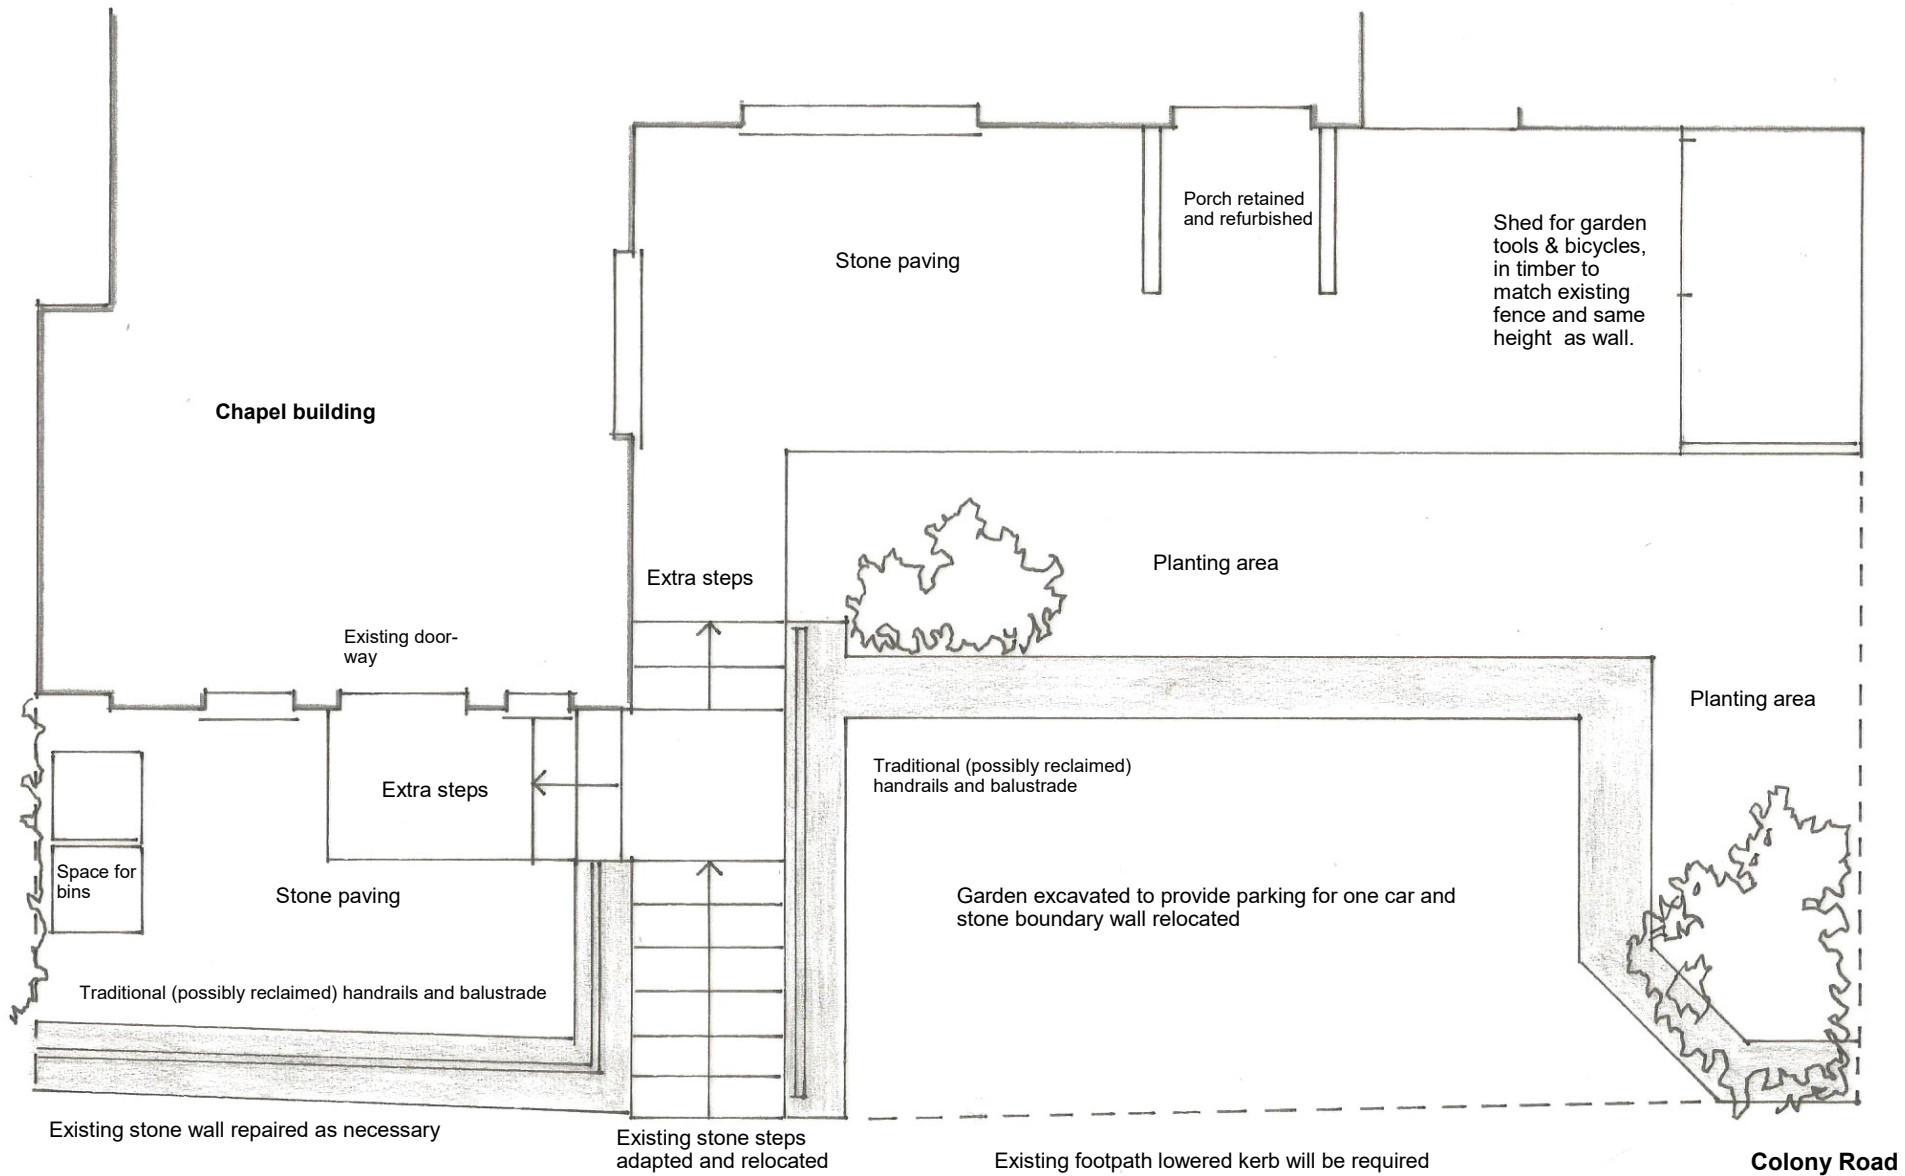 Porch retained
and refurbished
Stone paving
Shed for garden
tools & bicycles,
in timber to
match existing
fence and same
height  as wall.
Chapel building
Extra steps
Planting area
Existing door-
way
Planting area
Extra steps
Traditional (possibly reclaimed)
handrails and balustrade
Space for
bins
Stone paving
Garden excavated to provide parking for one car and
stone boundary wall relocated
Traditional (possibly reclaimed) handrails and balustrade
Existing stone wall repaired as necessary
Existing stone steps
adapted and relocated
Existing footpath lowered kerb will be required
Colony Road